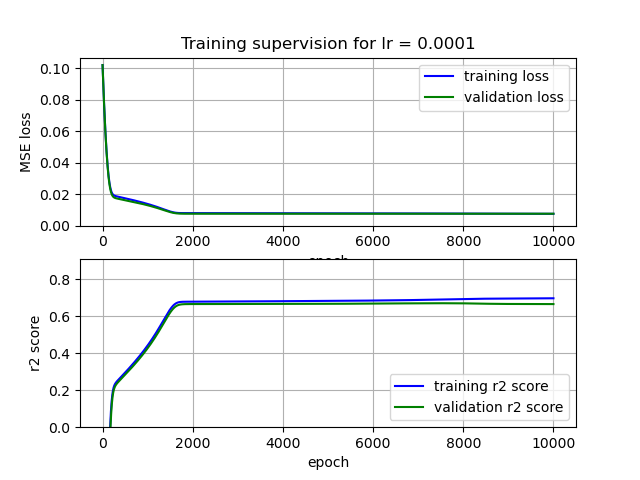 Training supervision for lr = 0.0001
MSE loss
0.10
0.08
0.06
0.04
0.02
0.00
training loss
validation loss
0 2000 4000 6000 8000 10000
epoch
r2 score
0.8
0.6
0.4
0.2
0.0
training r2 score
validation r2 score
0 2000 4000 6000 8000 10000
epoch